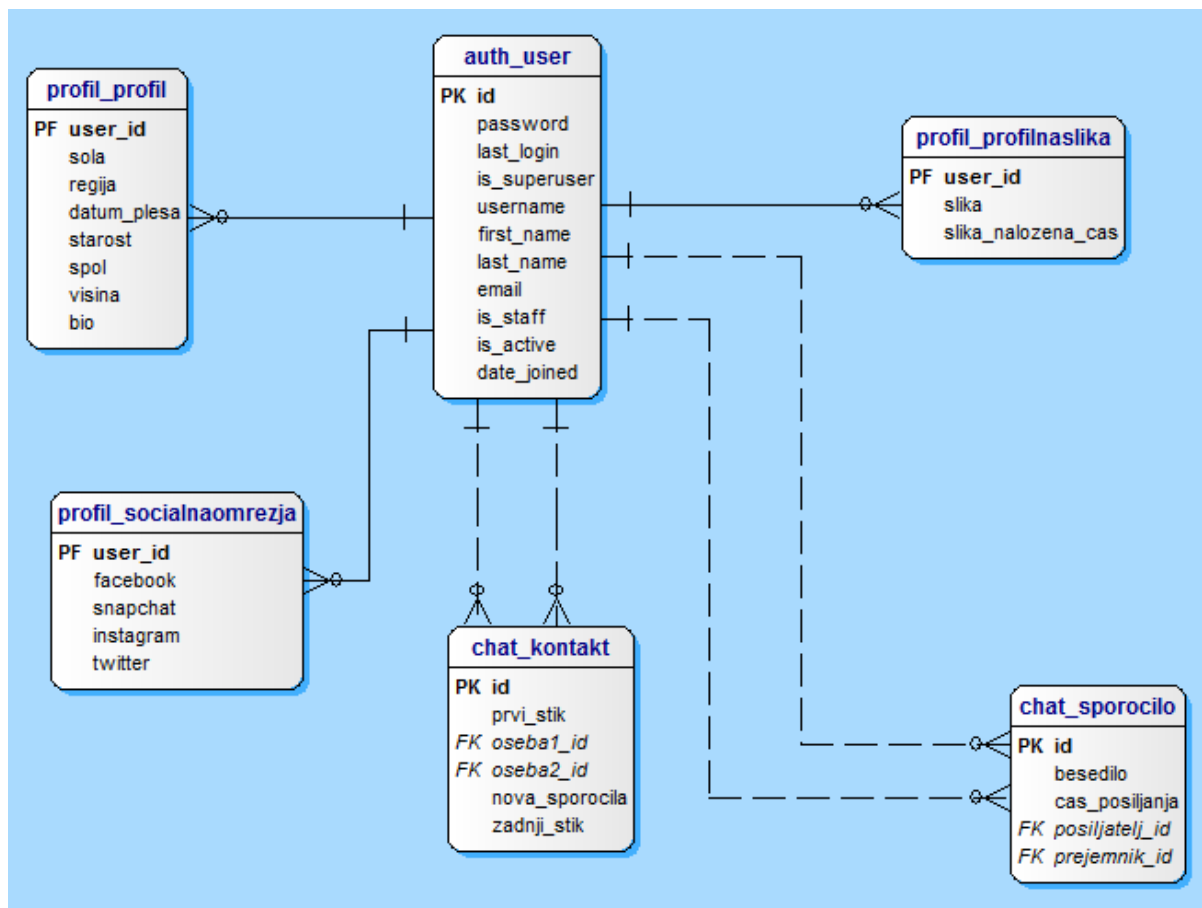 profil_profil
PF user_id
sola
regija
datum_plesa
starost
spol
visina
bio
auth_user
PK id
password
last_login
is_superuser
username
first_name
last_name
email
is_staff
is_active
date_joined
profil_profilnaslika
PF user_id
slika
slika_nalozena_cas
profil_socialnaomrezja
PF user_id
facebook
snapchat
instagram
twitter
chat_kontakt
PK id
prvi_stik
FK oseba1_id
FK oseba2_id
nova_sporocila
zadnji_stik
chat_sporocilo
PK id
besedilo
cas_posiljanja
FK posiljatelj_id
FK prejemnik_id